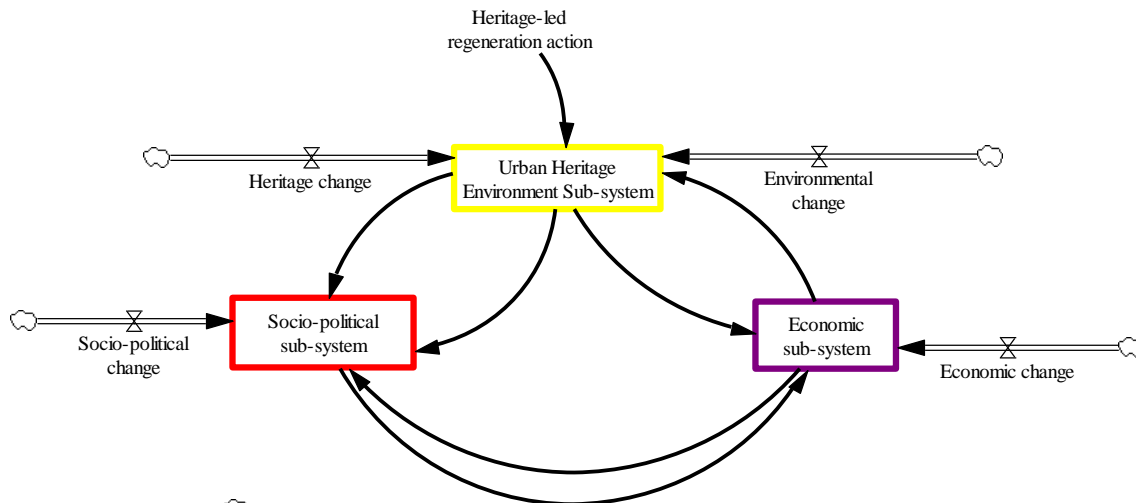 Heritage-led
regeneration action
Urban Heritage
Environment Sub-system
Heritage change
Environmental
change
Socio-political
sub-system
Economic
sub-system
Socio-political
change
Economic change